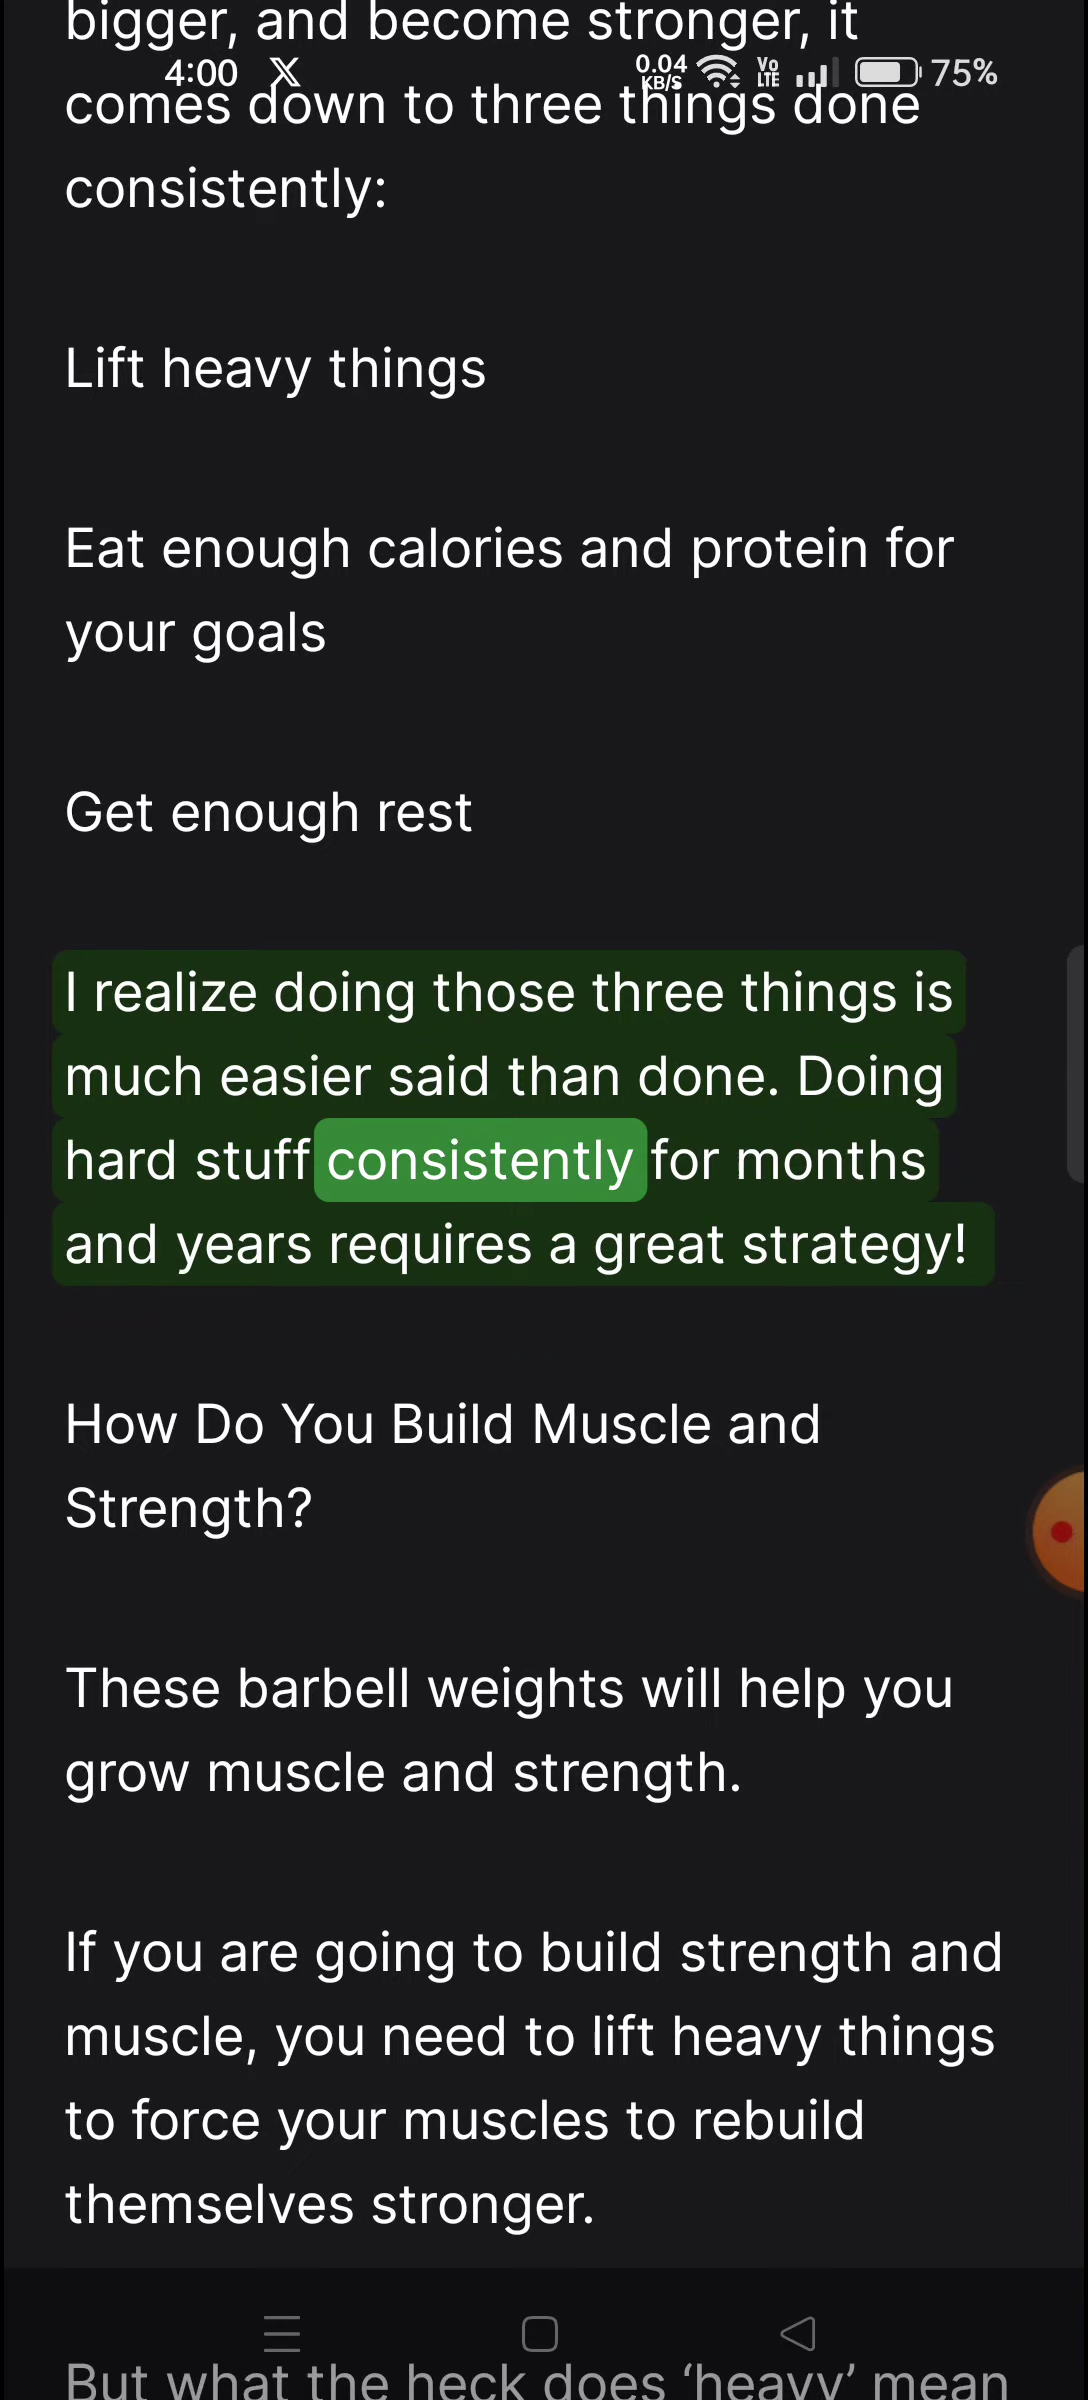 bigger, and become stronger, it
4:00 X 0.04 KB/S Vo LTE 75%
comes down to three things done
consistently:
Lift heavy things
Eat enough calories and protein for
your goals
Get enough rest
I realize doing those three things is
much easier said than done. Doing
hard stuff consistently for months
and years requires a great strategy!
How Do You Build Muscle and
Strength?
These barbell weights will help you
grow muscle and strength.
If you are going to build strength and
muscle, you need to lift heavy things
to force your muscles to rebuild
themselves stronger.
But what the heck does ‘heavy’ mean